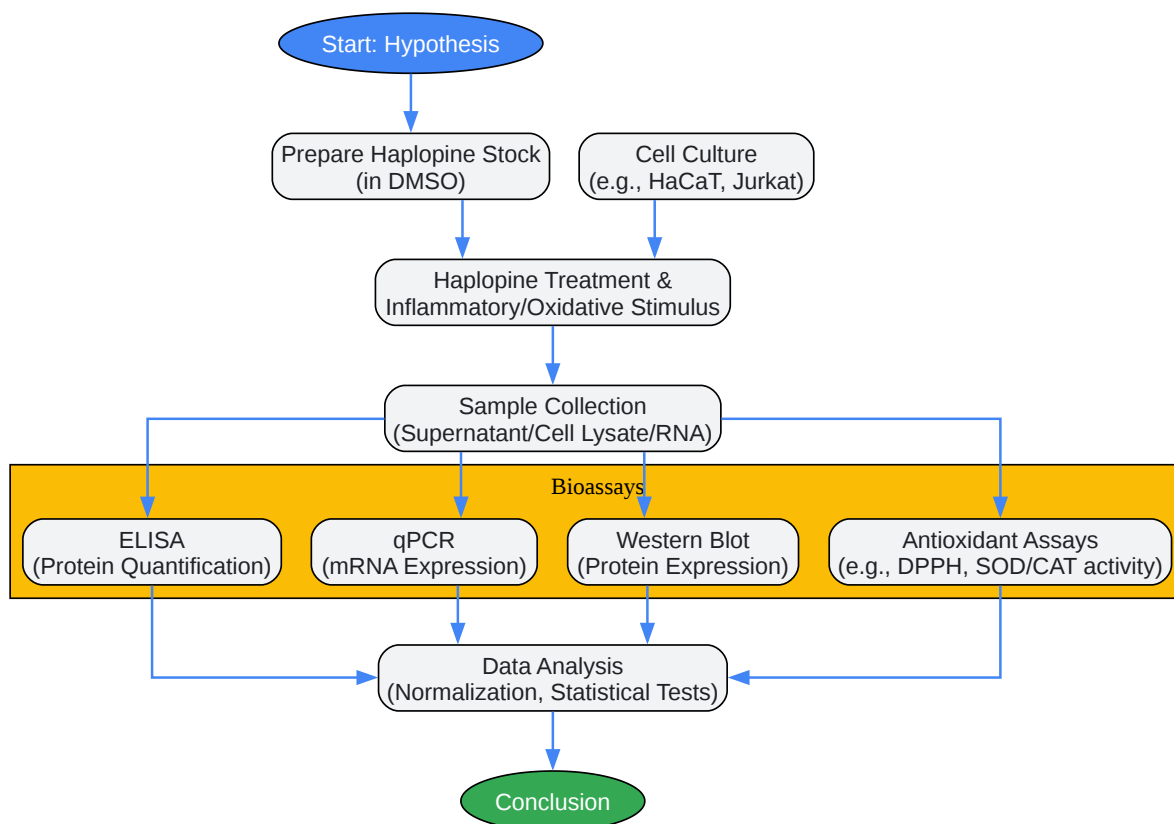 Start: Hypothesis
Prepare Haplopine Stock
(in DMSO)
Cell Culture
(e.g., HaCaT, Jurkat)
Haplopine Treatment &
Inflammatory/Oxidative Stimulus
Sample Collection
(Supernatant/Cell Lysate/RNA)
Bioassays
ELISA
(Protein Quantification)
qPCR
(mRNA Expression)
Western Blot
(Protein Expression)
Antioxidant Assays
(e.g., DPPH, SOD/CAT activity)
Data Analysis
(Normalization, Statistical Tests)
Conclusion